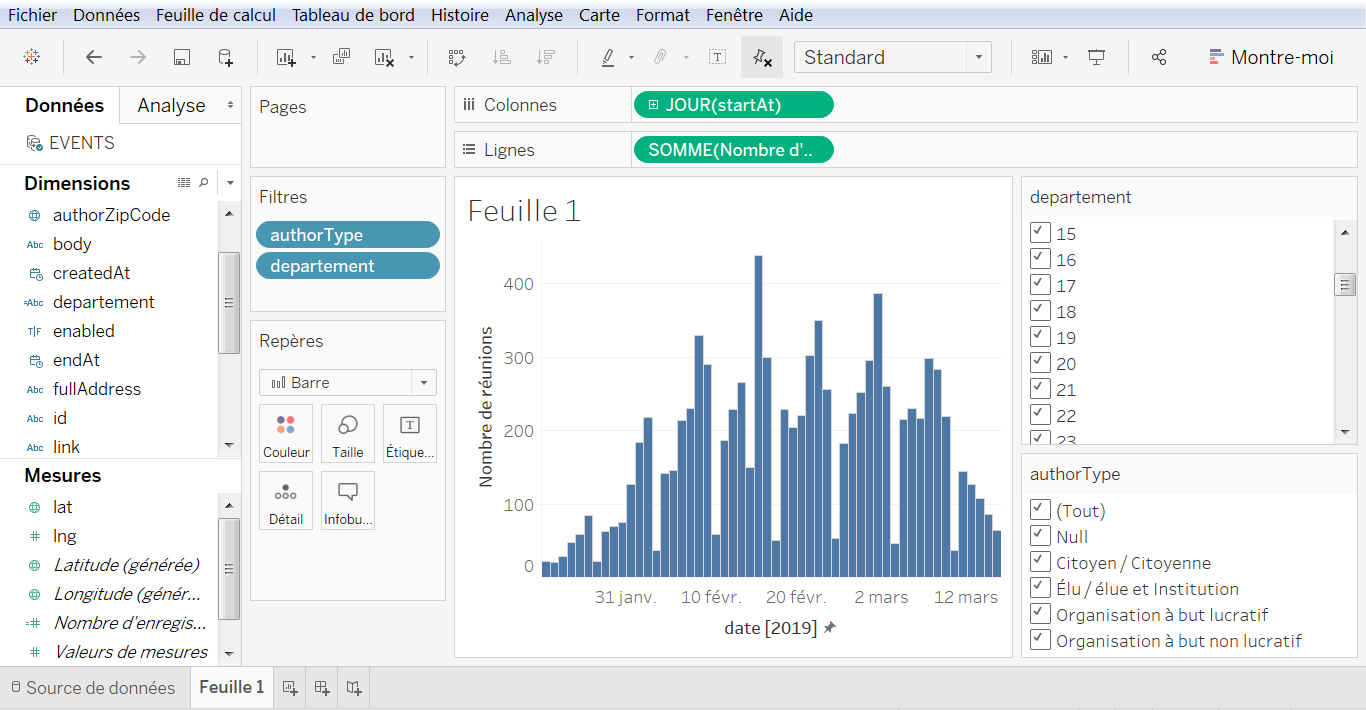 Fichier Données Feuille de calcul Tableau de bord Histoire Analyse Carte Format Fenêtre Aide
Standard
Montre-moi
Données Analyse
EVENTS
Dimensions
authorZipCode
Abc body
createdAt
=Abc departement
T|F enabled
endAt
Abc fullAddress
Abc id
Abc link
Mesures
lat
# lng
Latitude (générée)
Longitude (génér...
=# Nombre d'enregis...
# Valeurs de mesures
Pages
Filtres
authorType
departement
Repères
Barre
Couleur Taille Étique...
Détail Infobu...
Colonnes JOUR(startAt)
Lignes SOMME(Nombre d'..
Feuille 1
Nombre de réunions
400
300
200
100
0
31 janv. 10 févr. 20 févr. 2 mars 12 mars
date [2019]
departement
15
16
17
18
19
20
21
22
23
authorType
(Tout)
Null
Citoyen / Citoyenne
Élu / élue et Institution
Organisation à but lucratif
Organisation à but non lucratif
Source de données Feuille 1